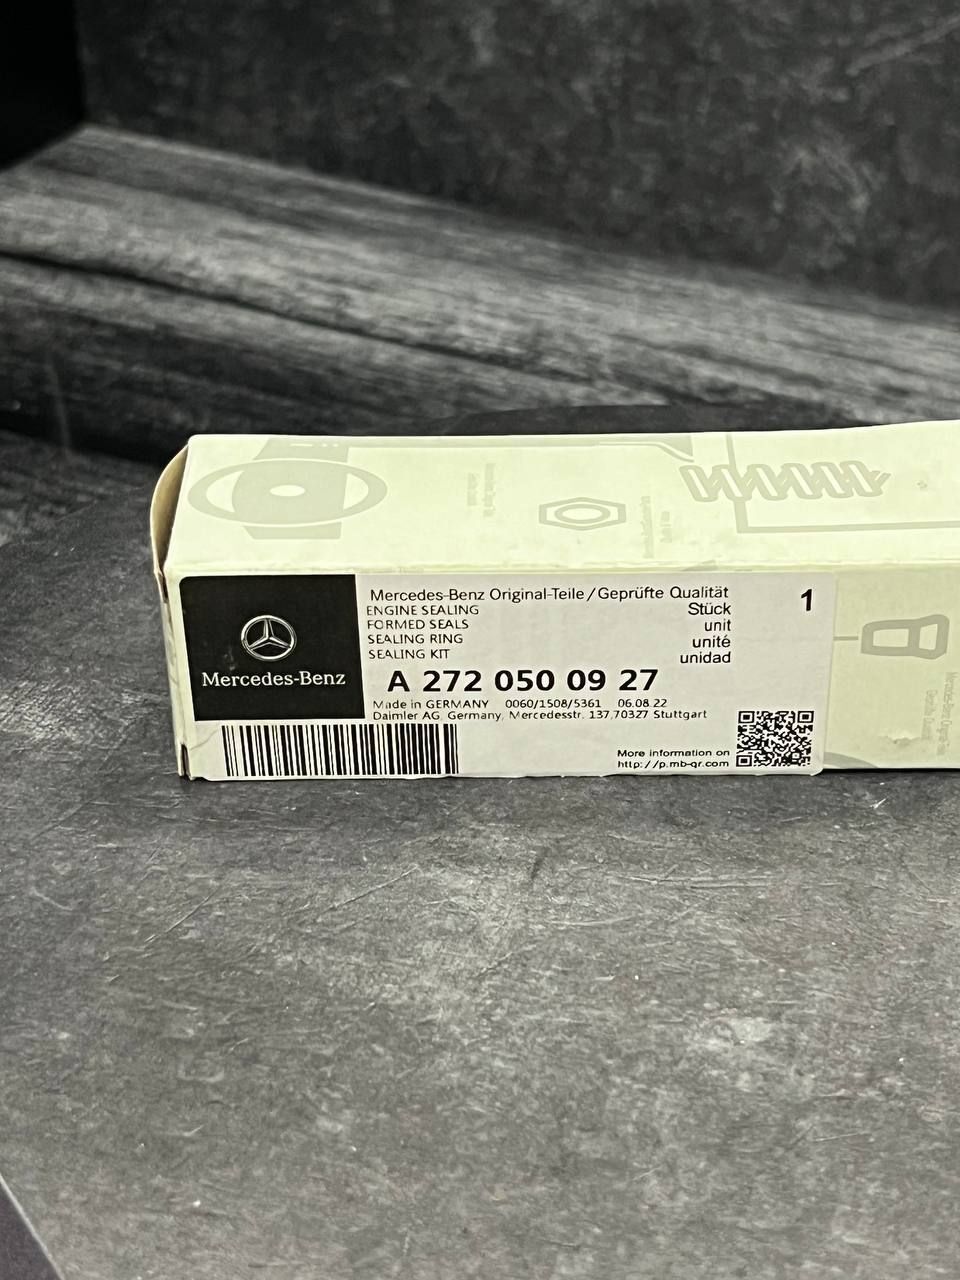 Mercedes-Benz
Mercedes-Benz Original-Teile/Geprüfte Qualität
ENGINE SEALING
FORMED SEALS
SEALING RING
SEALING KIT
Stück
unit
unité
unidad
1
A 272 050 09 27
Made in GERMANY 0060/1508/5361 06.08.22
Daimler AG, Germany, Mercedesstr. 137,70327 Stuttgart
More information on
http://p.mb-qr.com